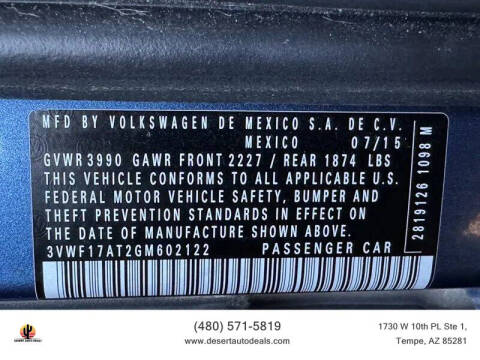 MFD BY VOLKSWAGEN DE MEXICO S.A. DE C.V.
MEXICO 07/15
GVWR 3990 GAWR FRONT 2227 / REAR 1874 LBS
THIS VEHICLE CONFORMS TO ALL APPLICABLE U.S.
FEDERAL MOTOR VEHICLE SAFETY, BUMPER AND
THEFT PREVENTION STANDARDS IN EFFECT ON THE
DATE OF MANUFACTURE SHOWN ABOVE.
3VWF17AT2GM602122 PASSENGER CAR
2819126 1098 M
(480) 571-5819
www.desertautodeals.com
1730 W 10th PL Ste 1,
Tempe, AZ 85281
DESERT AUTO DEALS